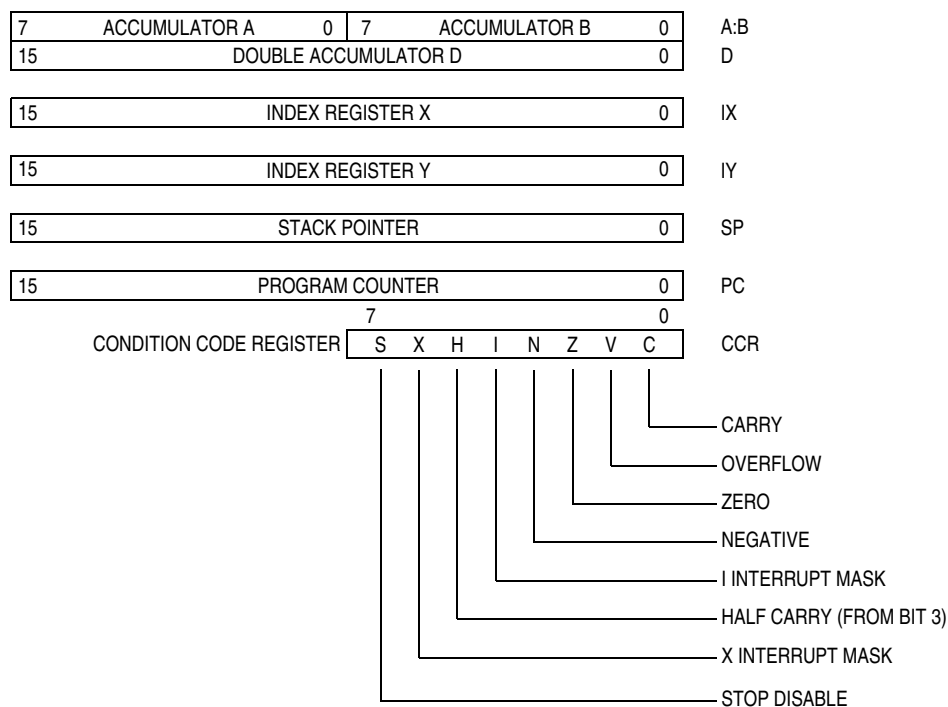 7 ACCUMULATOR A 0 7 ACCUMULATOR B 0 A:B
15 DOUBLE ACCUMULATOR D 0 D
15 INDEX REGISTER X 0 IX
15 INDEX REGISTER Y 0 IY
15 STACK POINTER 0 SP
15 PROGRAM COUNTER 0 PC
7 0
CONDITION CODE REGISTER S X H I N Z V C CCR
CARRY
OVERFLOW
ZERO
NEGATIVE
I INTERRUPT MASK
HALF CARRY (FROM BIT 3)
X INTERRUPT MASK
STOP DISABLE